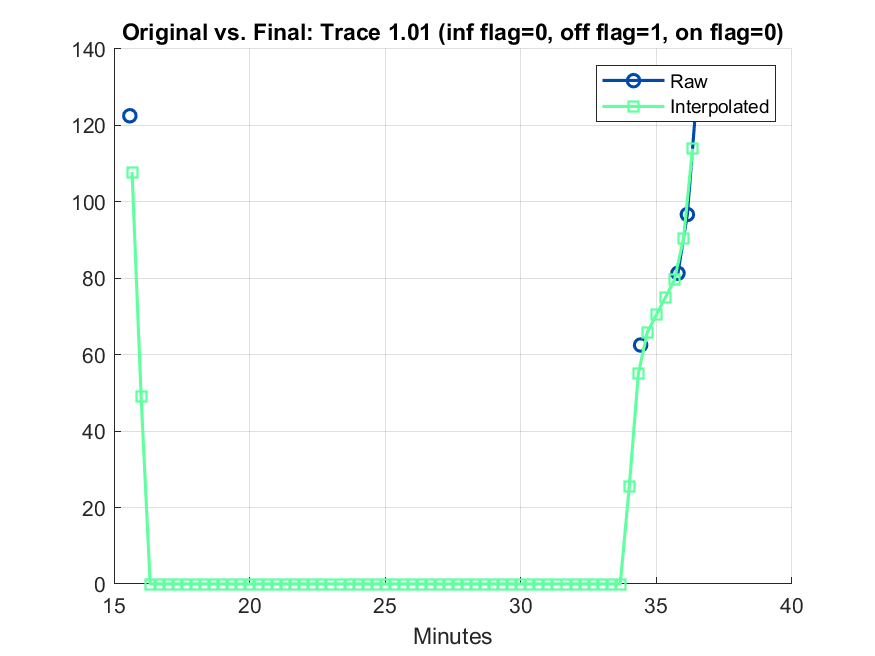 Original vs. Final: Trace 1.01 (inf flag=0, off flag=1, on flag=0)
140
120
100
80
60
40
20
0
Raw
Interpolated
15 20 25 30 35 40
Minutes